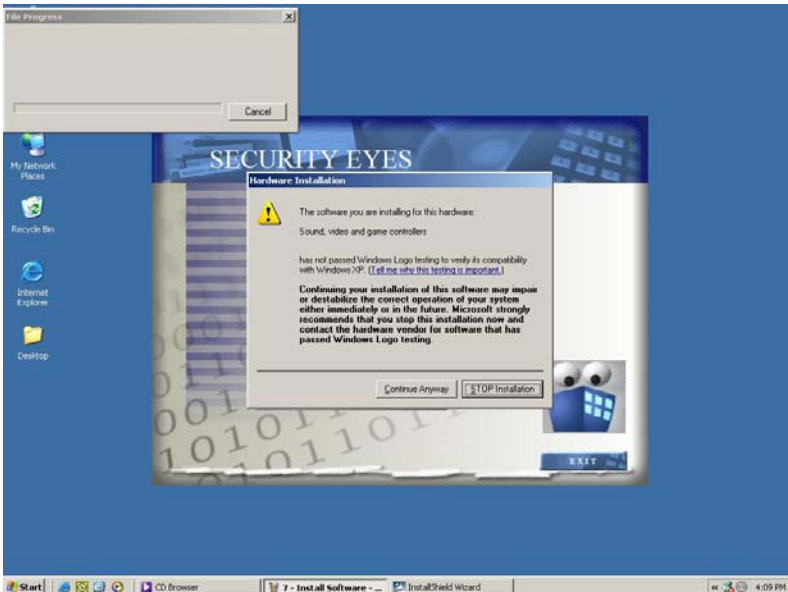 File Progress
Cancel
My Network
Places
Recycle Bin
Internet
Explorer
Desktop
SECURITY EYES
Hardware Installation
The software you are installing for this hardware:
Sound, video and game controllers
has not passed Windows Logo testing to verify its compatibility
with Windows XP. (Tell me why this testing is important.)
Continuing your installation of this software may impair
or destabilize the correct operation of your system
either immediately or in the future. Microsoft strongly
recommends that you stop this installation now and
contact the hardware vendor for software that has
passed Windows Logo testing.
Continue Anyway
STOP Installation
EXIT
Start
CD Browser
7 - Install Software - ...
InstallShield Wizard
4:09 PM